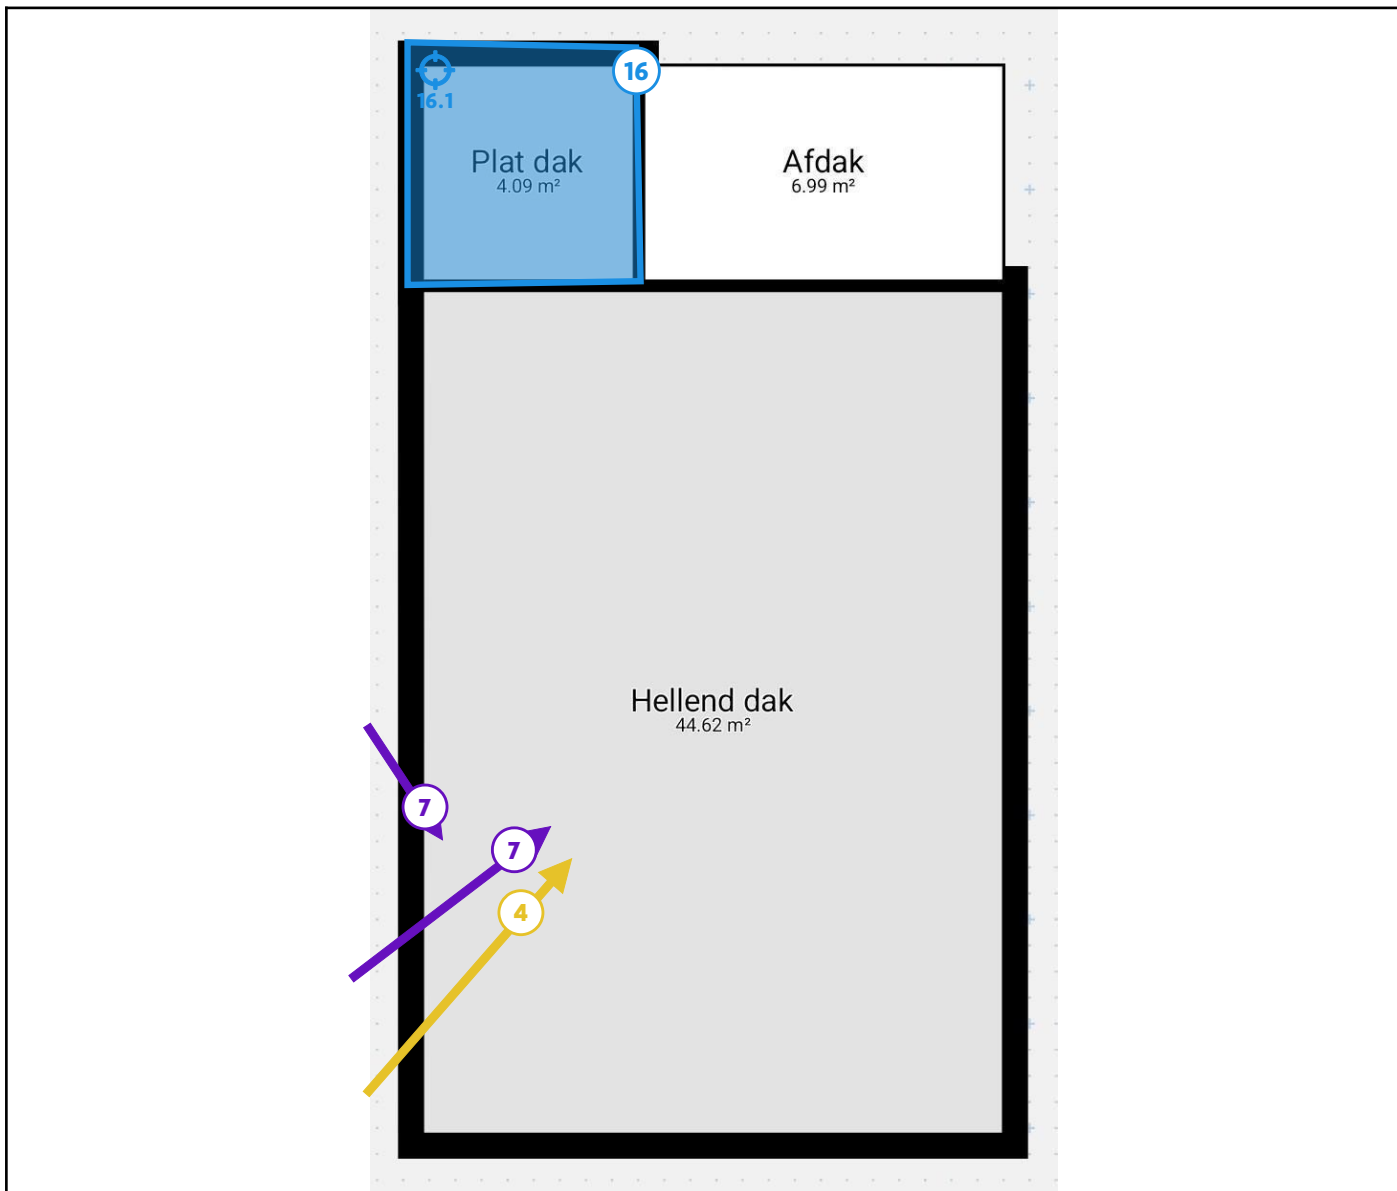 16
16.1
Plat dak
4.09 m²
Afdak
6.99 m²
Hellend dak
44.62 m²
7
7
4